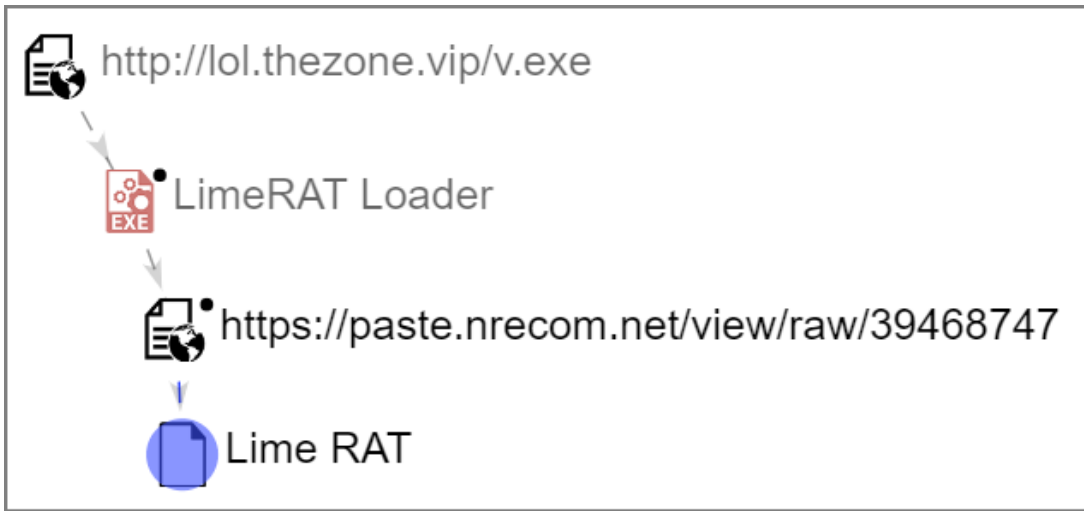 http://lol.thezone.vip/v.exe
LimeRAT Loader
EXE
https://paste.nrecom.net/view/raw/39468747
Lime RAT